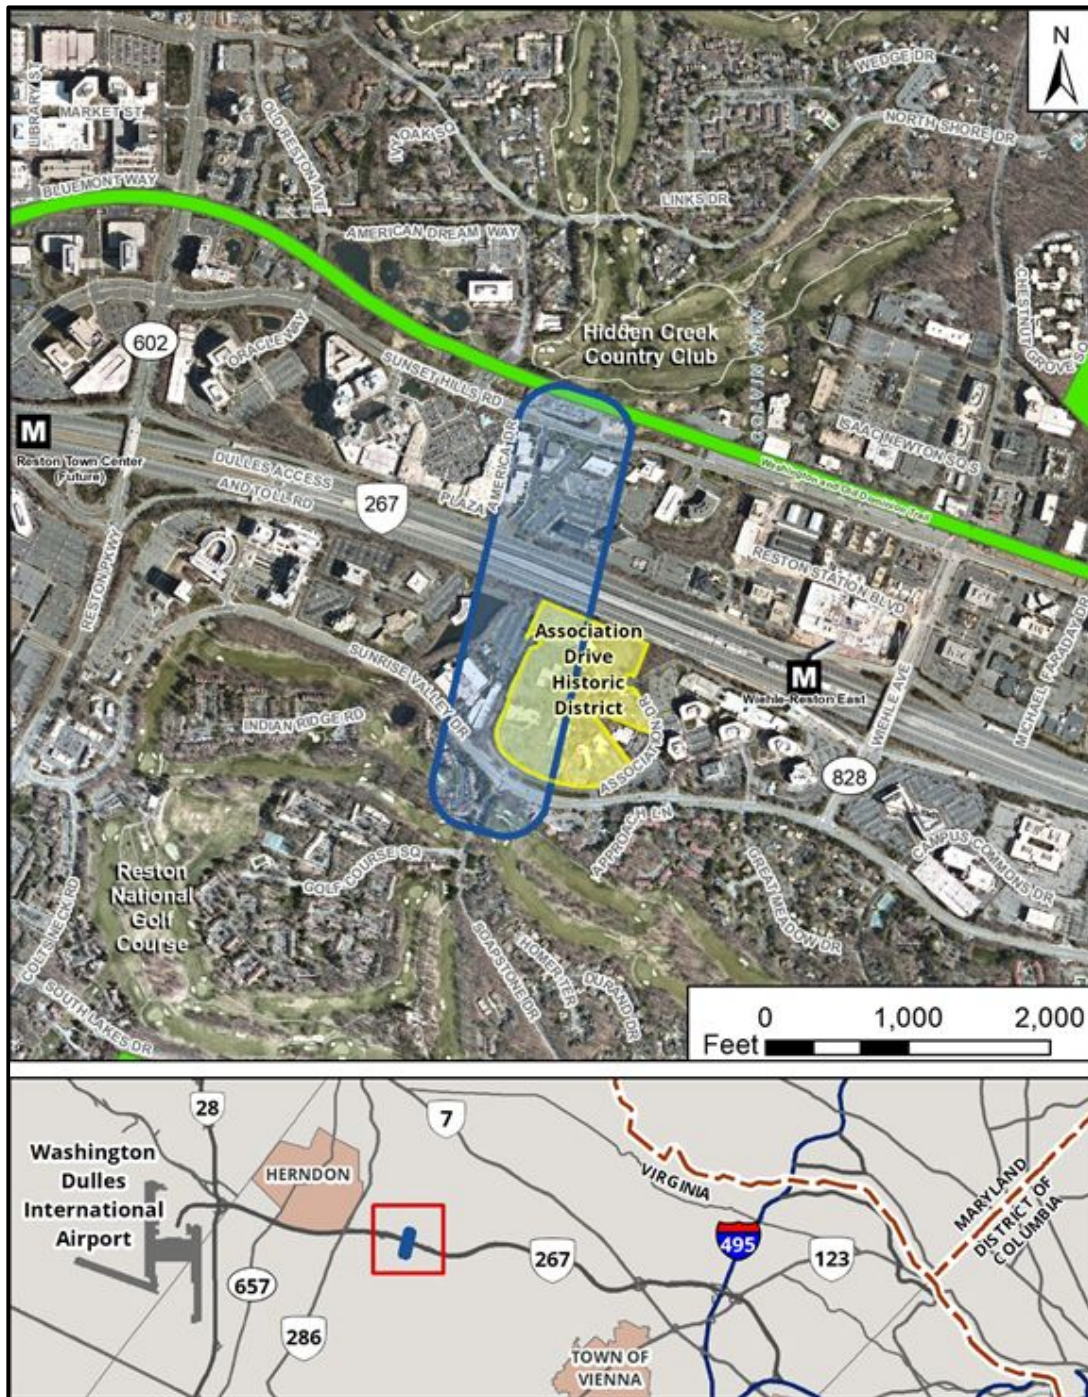 N
WEDGE DR
LIBRARY ST
MARKET ST
OLD RESTON AVE
IVY OAK SQ
NORTH SHORE DR
BLUEMONT WAY
LINKS DR
AMERICAN DREAM WAY
CHESTNUT GROVE SQ
602
ORACLE WAY
Hidden Creek
Country Club
SUNSET HILLS RD
ISAAC NEWTON SQ S
M
Reston Town Center
(Future)
DULLES ACCESS
AND TOLL RD
267
PLAZA
AMERICA DR
Washington and Old Dominion Trail
RESTON PKWY
RESTON STATION BLVD
MICHAEL FARADAY DR
Association
Drive
Historic
District
M
Wiehle-Reston East
SUNRISE VALLEY DR
INDIAN RIDGE RD
ASSOCIATION DR
WIEHLE AVE
828
APPROACH LN
CAMPUS COMMONS DR
GOLF COURSE SQ
GREAT MEADOW DR
Reston
National
Golf
Course
COLTS NECK RD
SOAPSTONE DR
HOMER TER
DURAND DR
SOUTH LAKES DR
0 1,000 2,000
Feet
28
7
Washington
Dulles
International
Airport
HERNDON
VIRGINIA
MARYLAND
DISTRICT OF
COLUMBIA
495
267
123
657
286
TOWN OF
VIENNA